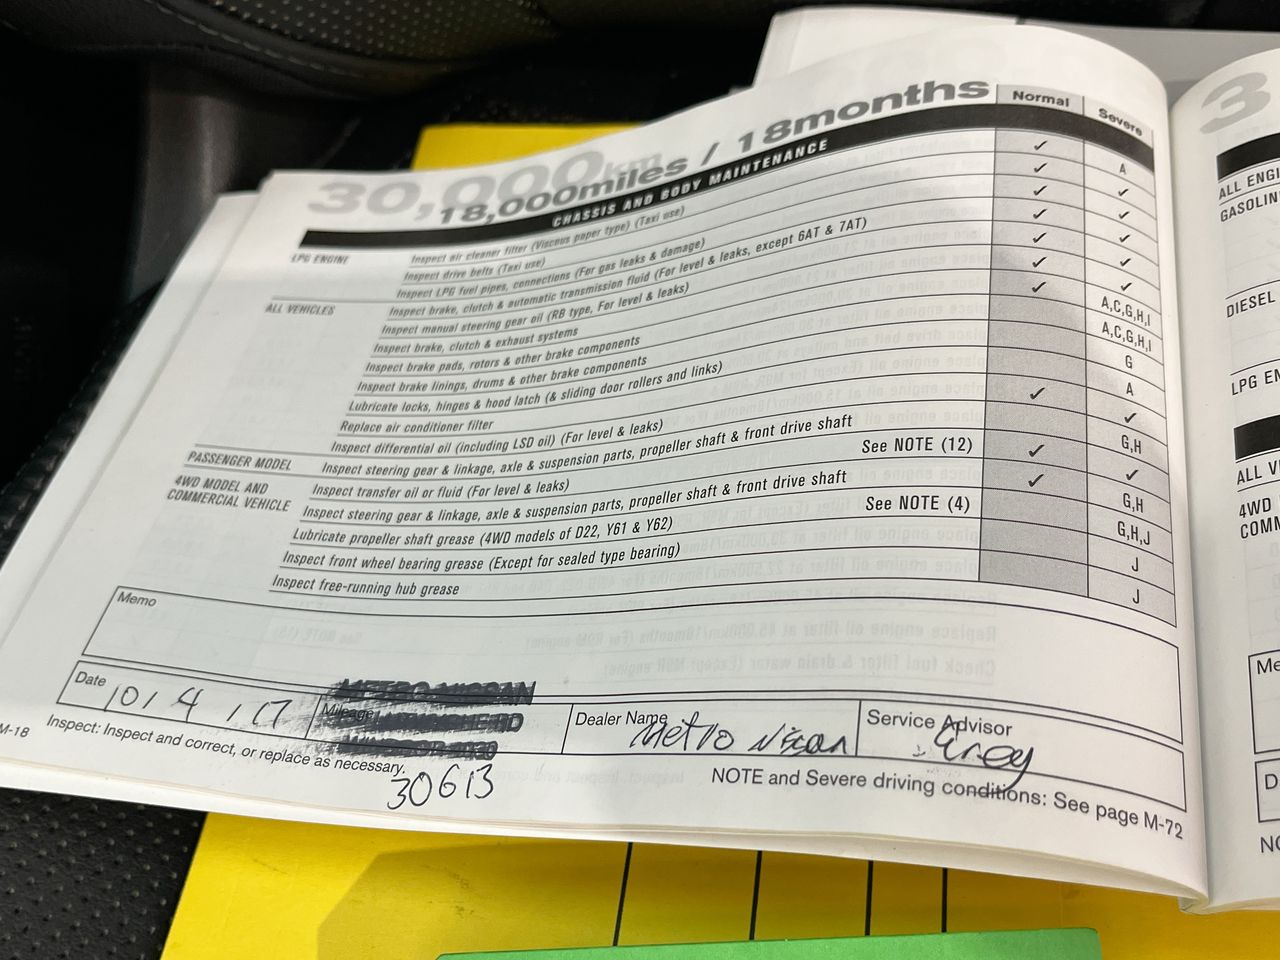 30,000km
18,000miles / 18months
Normal Severe
CHASSIS AND BODY MAINTENANCE
LPG ENGINE Inspect air cleaner filter (Viscous paper type) (Taxi use) ✓ A
Inspect drive belts (Taxi use) ✓ ✓
Inspect LPG fuel pipes, connections (For gas leaks & damage) ✓ ✓
ALL VEHICLES Inspect brake, clutch & automatic transmission fluid (For level & leaks, except 6AT & 7AT) ✓ ✓
Inspect manual steering gear oil (RB type, For level & leaks) ✓ ✓
Inspect brake, clutch & exhaust systems ✓ ✓
Inspect brake pads, rotors & other brake components ✓ A,C,G,H,I
Inspect brake linings, drums & other brake components A,C,G,H,I
Lubricate locks, hinges & hood latch (& sliding door rollers and links) G
Replace air conditioner filter A
Inspect differential oil (including LSD oil) (For level & leaks) ✓ ✓
PASSENGER MODEL Inspect steering gear & linkage, axle & suspension parts, propeller shaft & front drive shaft G,H
4WD MODEL AND COMMERCIAL VEHICLE Inspect transfer oil or fluid (For level & leaks) See NOTE (12) ✓ ✓
Inspect steering gear & linkage, axle & suspension parts, propeller shaft & front drive shaft ✓ G,H
Lubricate propeller shaft grease (4WD models of D22, Y61 & Y62) See NOTE (4) G,H,J
Inspect front wheel bearing grease (Except for sealed type bearing) J
Inspect free-running hub grease J
Memo
Date 10/4/17
Mileage
METRO NISSAN
30613
Dealer Name Metro Nissan
Service Advisor Grey
M-18 Inspect: Inspect and correct, or replace as necessary.
NOTE and Severe driving conditions: See page M-72
3
ALL ENGI
GASOLIN
DIESEL
LPG EN
ALL V
4WD
COMM
Me
D
NO